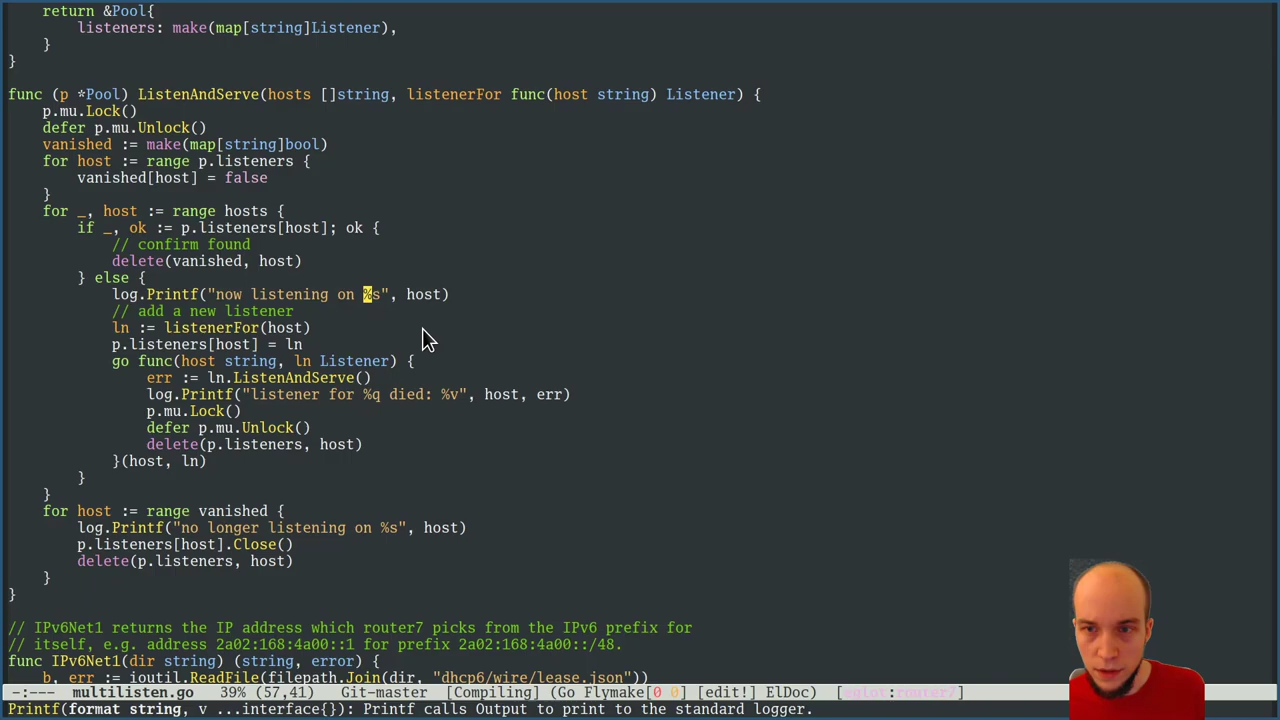 return &Pool{
listeners: make(map[string]Listener),
}
}
func (p *Pool) ListenAndServe(hosts []string, listenerFor func(host string) Listener) {
p.mu.Lock()
defer p.mu.Unlock()
vanished := make(map[string]bool)
for host := range p.listeners {
vanished[host] = false
}
for _, host := range hosts {
if _, ok := p.listeners[host]; ok {
// confirm found
delete(vanished, host)
} else {
log.Printf("now listening on %s", host)
// add a new listener
ln := listenerFor(host)
p.listeners[host] = ln
go func(host string, ln Listener) {
err := ln.ListenAndServe()
log.Printf("listener for %q died: %v", host, err)
p.mu.Lock()
defer p.mu.Unlock()
delete(p.listeners, host)
}(host, ln)
}
}
for host := range vanished {
log.Printf("no longer listening on %s", host)
p.listeners[host].Close()
delete(p.listeners, host)
}
}
// IPv6Net1 returns the IP address which router7 picks from the IPv6 prefix for
// itself, e.g. address 2a02:168:4a00::1 for prefix 2a02:168:4a00::/48.
func IPv6Net1(dir string) (string, error) {
b, err := ioutil.ReadFile(filepath.Join(dir, "dhcp6/wire/lease.json"))
-:--- multilisten.go 39% (57,41) Git-master [Compiling] (Go Flymake[0 0] [edit!] ElDoc) [eglot:router7]
Printf(format string, v ...interface{}): Printf calls Output to print to the standard logger.